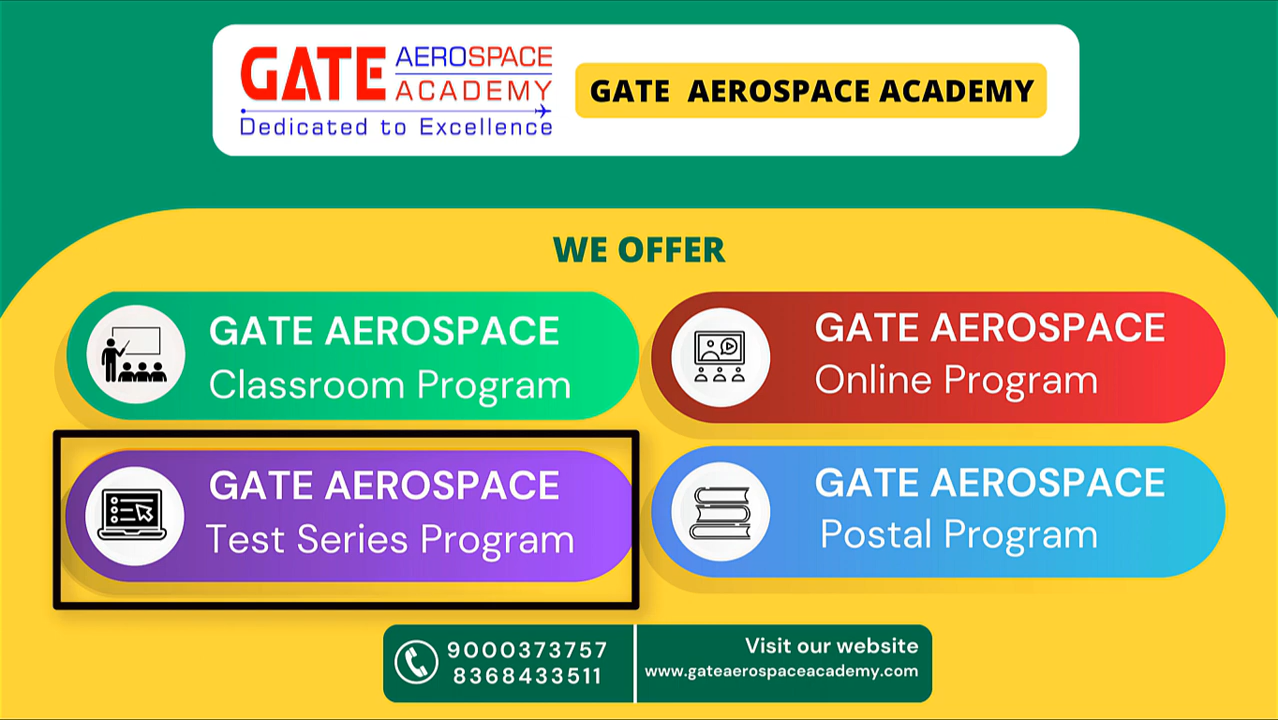 GATE AEROSPACE
ACADEMY
Dedicated to Excellence
GATE AEROSPACE ACADEMY
WE OFFER
GATE AEROSPACE
Classroom Program
GATE AEROSPACE
Online Program
GATE AEROSPACE
Test Series Program
GATE AEROSPACE
Postal Program
9000373757
8368433511
Visit our website
www.gateaerospaceacademy.com